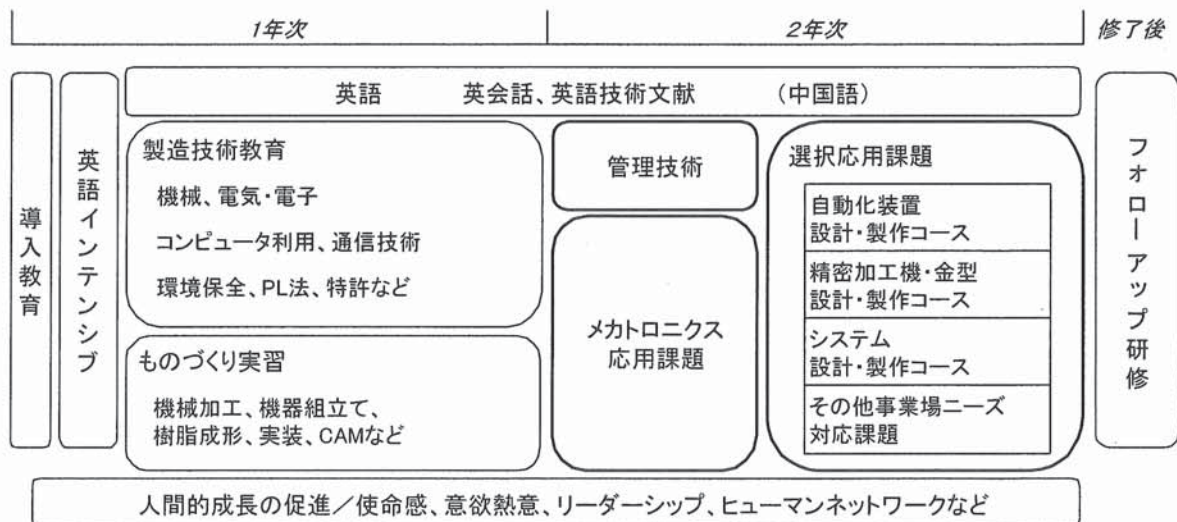 1年次
2年次
修了後
導入教育
英語インテンシブ
英語 英会話、英語技術文献 (中国語)
製造技術教育
機械、電気・電子
コンピュータ利用、通信技術
環境保全、PL法、特許など
ものづくり実習
機械加工、機器組立て、
樹脂成形、実装、CAMなど
管理技術
メカトロニクス
応用課題
選択応用課題
自動化装置
設計・製作コース
精密加工機・金型
設計・製作コース
システム
設計・製作コース
その他事業場ニーズ
対応課題
フォローアップ研修
人間的成長の促進／使命感、意欲熱意、リーダーシップ、ヒューマンネットワークなど